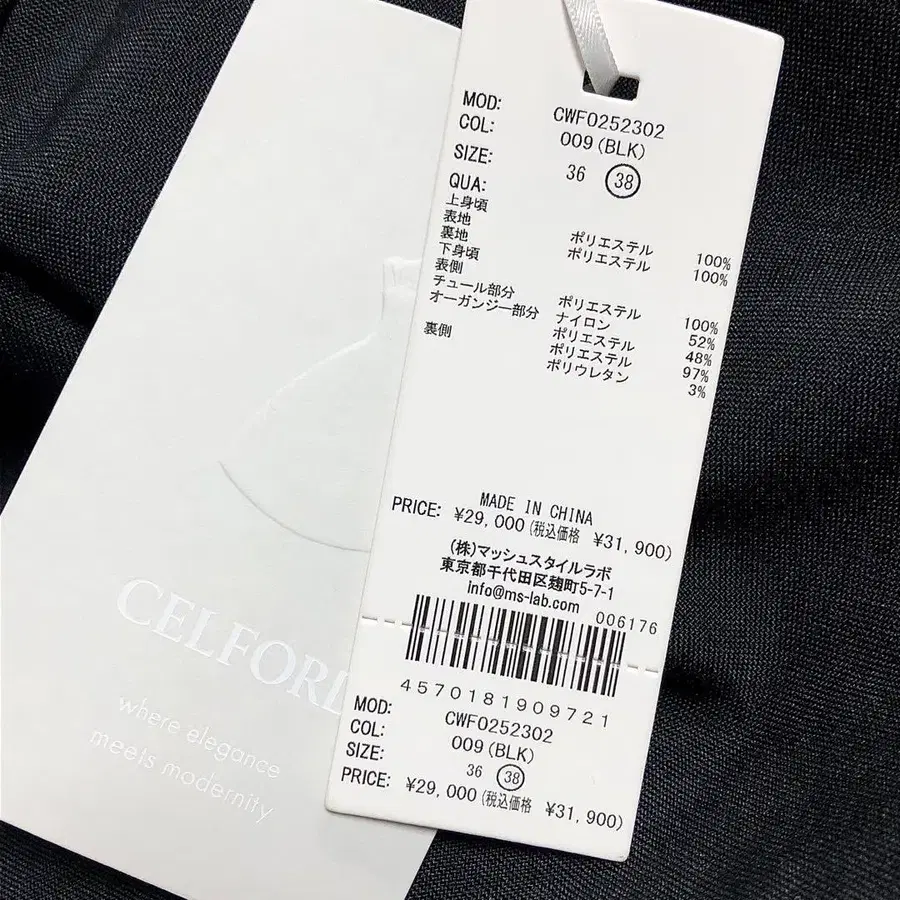 MOD: CWF0252302
COL: 009(BLK)
SIZE: 36 38
QUA:
上身頃
表地 ポリエステル 100%
裏地 ポリエステル 100%
下身頃
表側
チュール部分 ポリエステル 100%
オーガンジー部分 ナイロン 52%
ポリエステル 48%
裏側 ポリエステル 97%
ポリウレタン 3%
MADE IN CHINA
PRICE: ¥29,000(税込価格 ¥31,900)
(株)マッシュスタイルラボ
東京都千代田区麹町5-7-1
info@ms-lab.com
006176
4570181909721
MOD: CWF0252302
COL: 009(BLK)
SIZE: 36 38
PRICE: ¥29,000(税込価格 ¥31,900)
CELFORD
where elegance
meets modernity